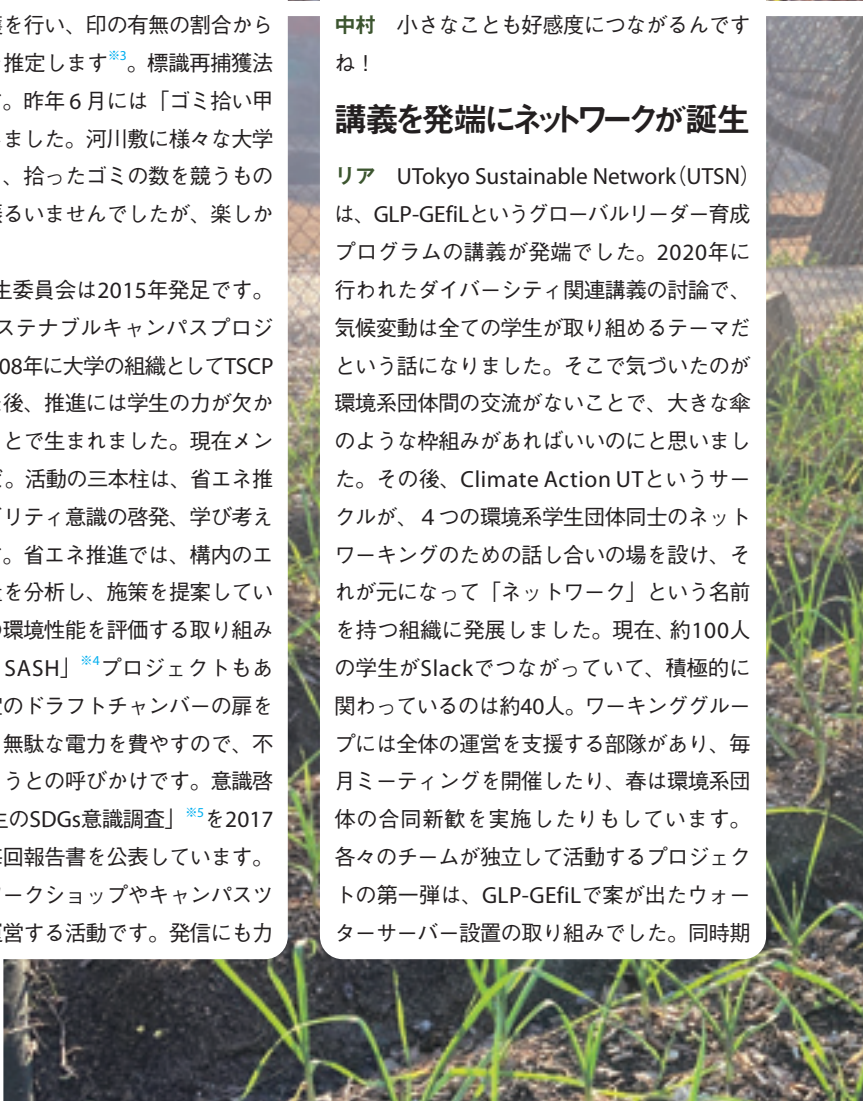 を行い、印の有無の割合から
推定します※3。標識再捕獲法
。昨年6月には「ゴミ拾い甲
ました。河川敷に様々な大学
、拾ったゴミの数を競うもの
るいませんでしたが、楽しか
生委員会は2015年発足です。
ステナブルキャンパスプロジ
08年に大学の組織としてTSCP
後、推進には学生の力が欠か
とで生まれました。現在メン
。活動の三本柱は、省エネ推
リティ意識の啓発、学び考え
。省エネ推進では、構内のエ
を分析し、施策を提案してい
環境性能を評価する取り組み
SASH」※4プロジェクトもあ
のドラフトチャンバーの扉を
無駄な電力を費やすので、不
うとの呼びかけです。意識啓
生のSDGs意識調査」※5を2017
回報告書を公表しています。
ークショップやキャンパスツ
営する活動です。発信にも力
中村　小さなことも好感度につながるんです
ね！
講義を発端にネットワークが誕生
リア　UTokyo Sustainable Network（UTSN）
は、GLP-GEfiLというグローバルリーダー育成
プログラムの講義が発端でした。2020年に
行われたダイバーシティ関連講義の討論で、
気候変動は全ての学生が取り組めるテーマだ
という話になりました。そこで気づいたのが
環境系団体間の交流がないことで、大きな傘
のような枠組みがあればいいのにと思いまし
た。その後、Climate Action UTというサー
クルが、４つの環境系学生団体同士のネット
ワーキングのための話し合いの場を設け、そ
れが元になって「ネットワーク」という名前
を持つ組織に発展しました。現在、約100人
の学生がSlackでつながっていて、積極的に
関わっているのは約40人。ワーキンググルー
プには全体の運営を支援する部隊があり、毎
月ミーティングを開催したり、春は環境系団
体の合同新歓を実施したりもしています。
各々のチームが独立して活動するプロジェク
トの第一弾は、GLP-GEfiLで案が出たウォー
ターサーバー設置の取り組みでした。同時期